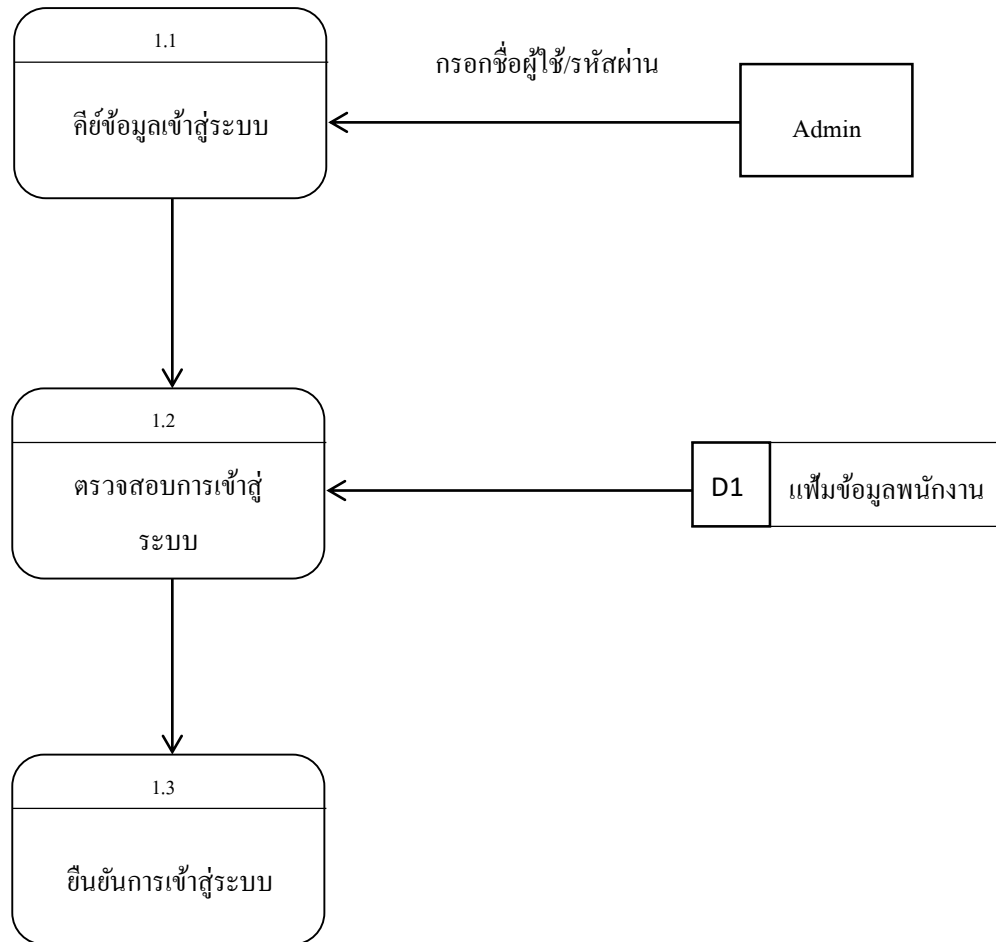 1.1
กรอกชื่อผู้ใช้/รหัสผ่าน
คีย์ข้อมูลเข้าสู่ระบบ
Admin
1.2
ตรวจสอบการเข้าสู่
ระบบ
D1
แฟ้มข้อมูลพนักงาน
1.3
ยืนยันการเข้าสู่ระบบ